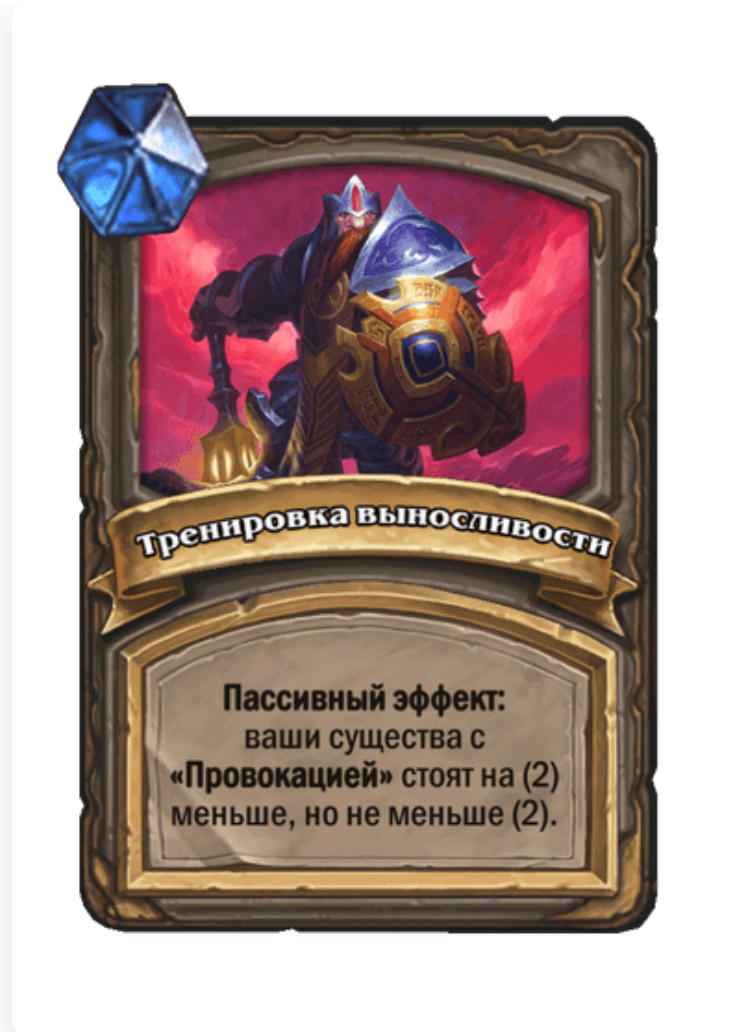 Тренировка выносливости
Пассивный эффект:
ваши существа с
«Провокацией» стоят на (2)
меньше, но не меньше (2).